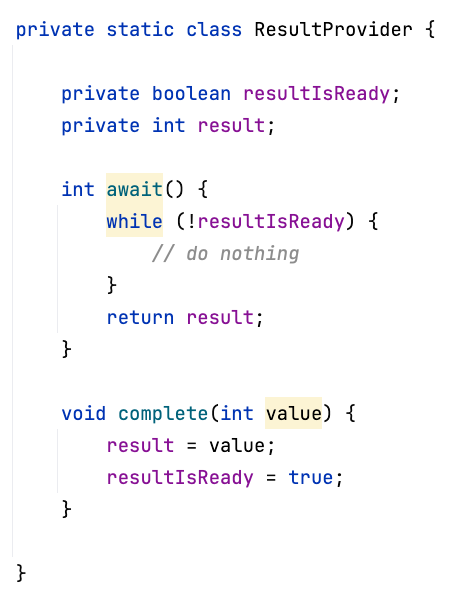 private static class ResultProvider {
private boolean resultIsReady;
private int result;
int await() {
while (!resultIsReady) {
// do nothing
}
return result;
}
void complete(int value) {
result = value;
resultIsReady = true;
}
}